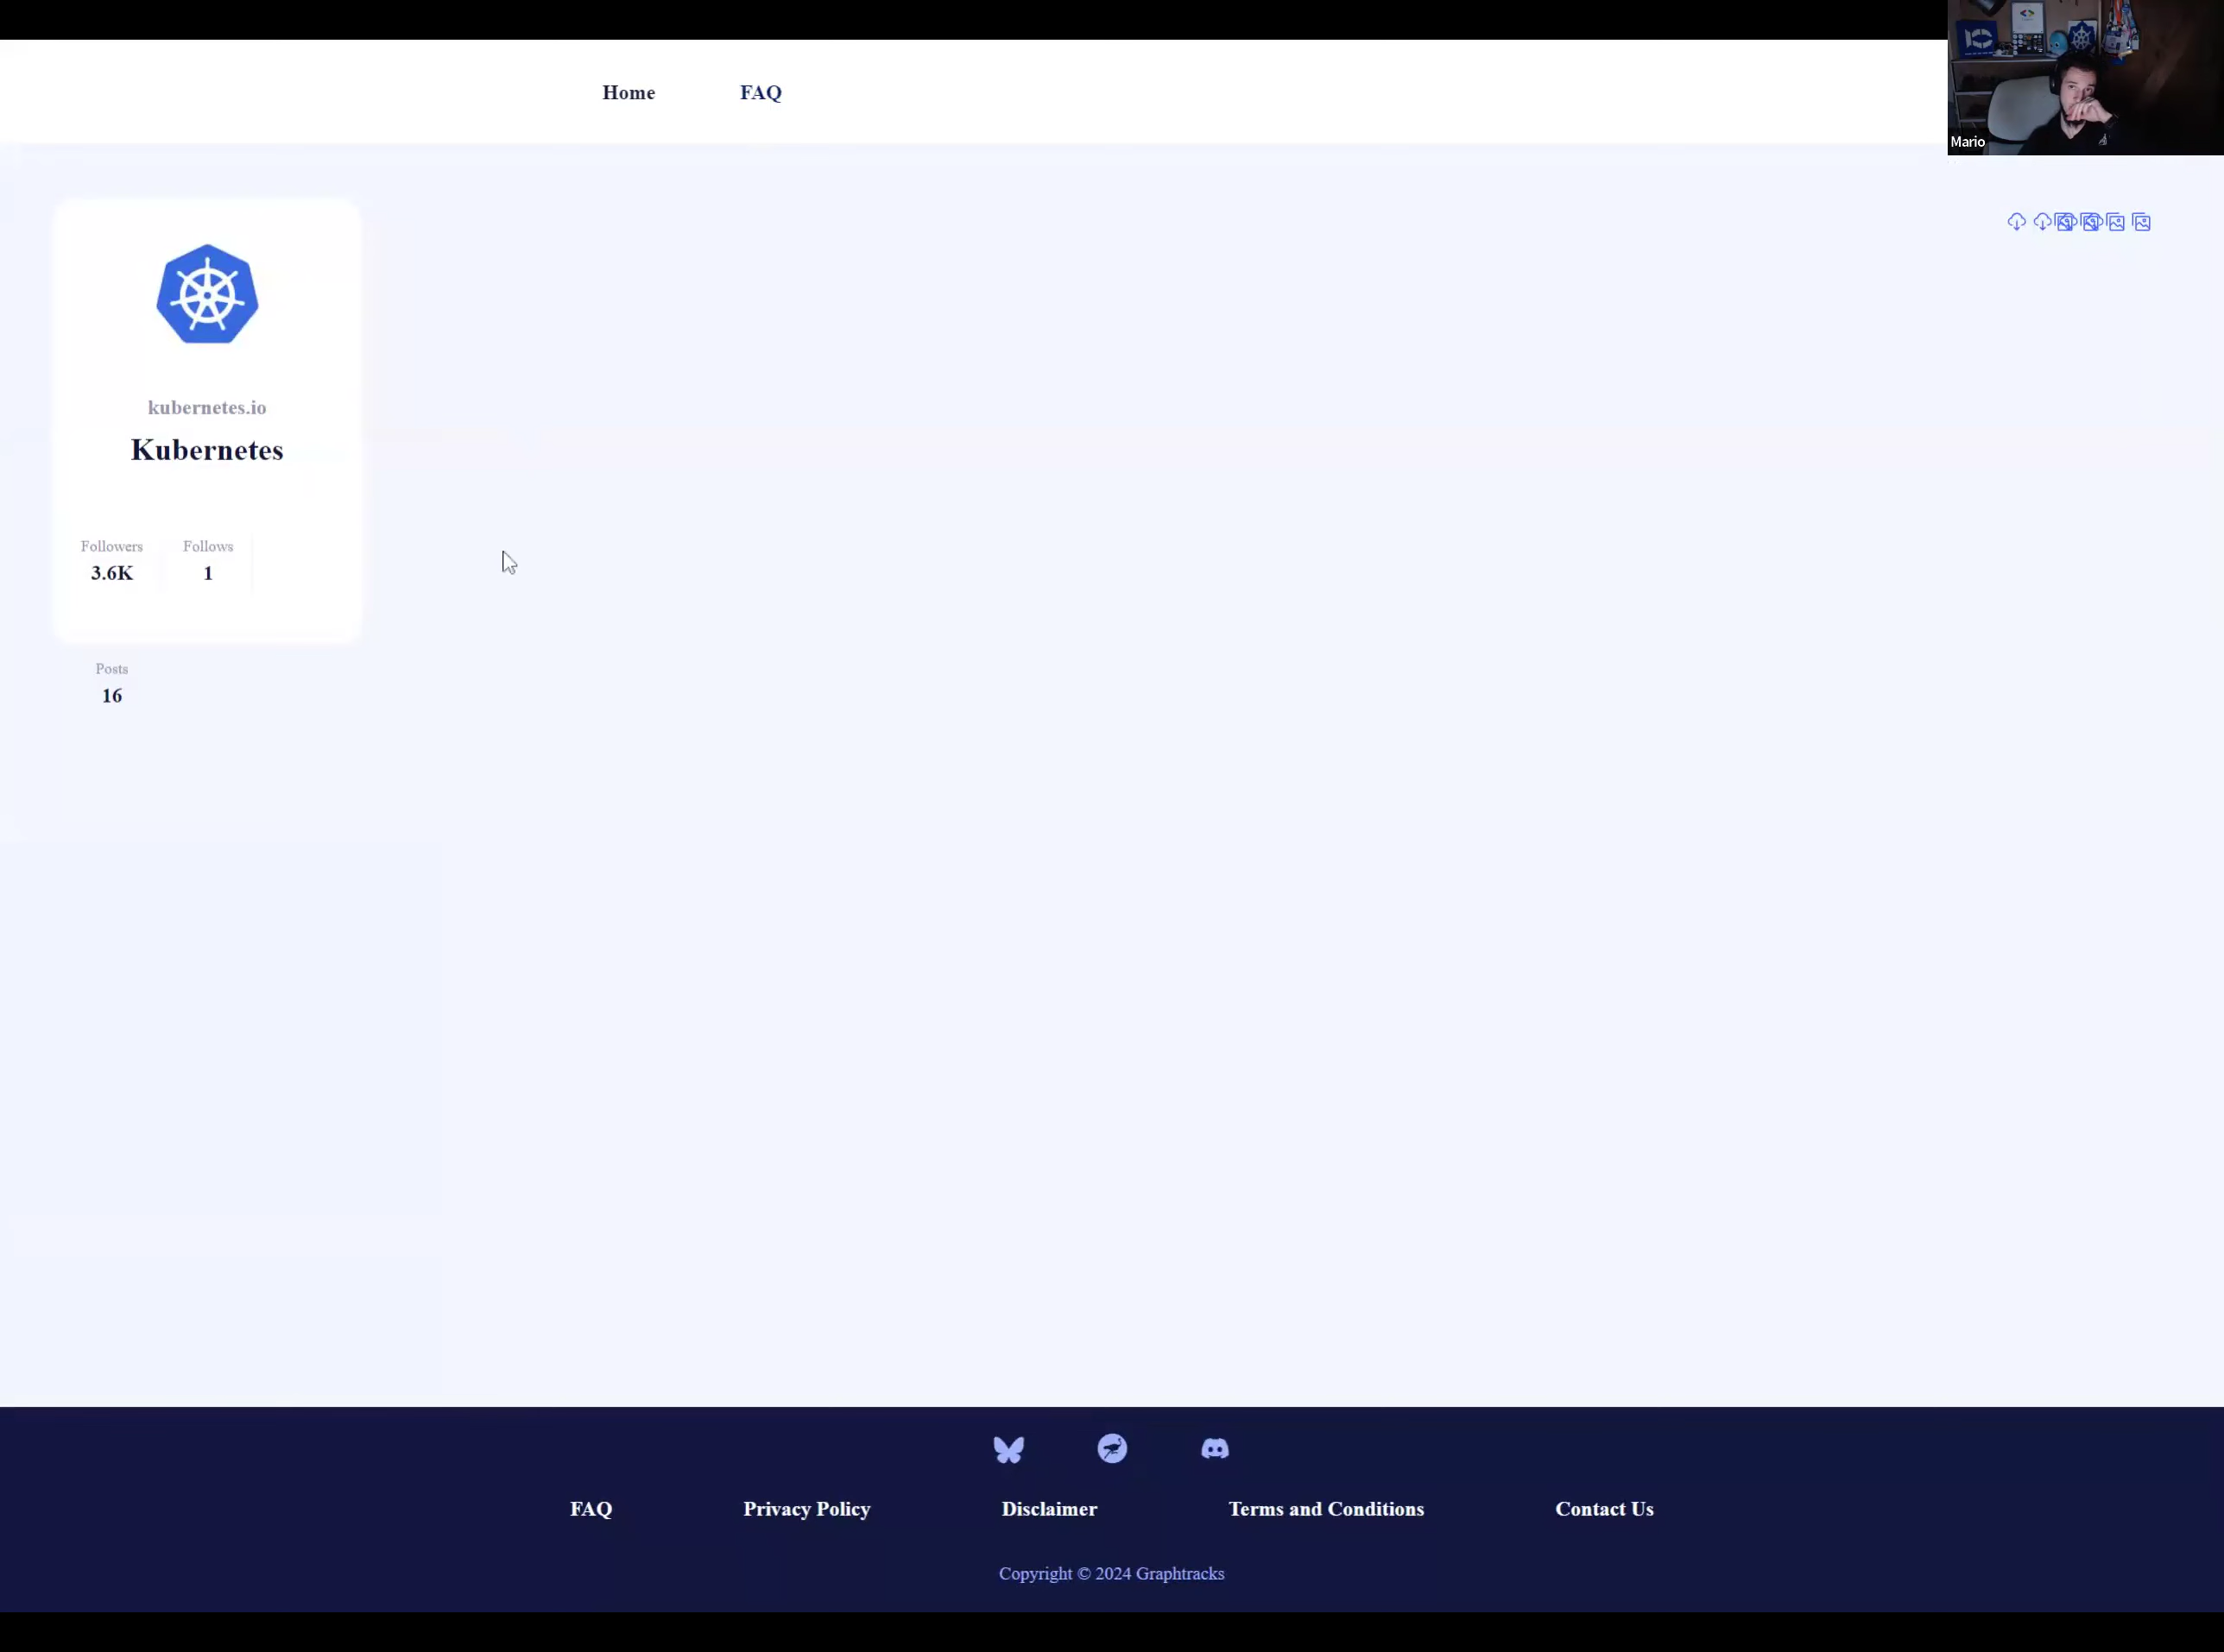 Home FAQ
Mario
kubernetes.io
Kubernetes
Followers Follows
3.6K 1
Posts
16
FAQ Privacy Policy Disclaimer Terms and Conditions Contact Us
Copyright © 2024 Graphtracks